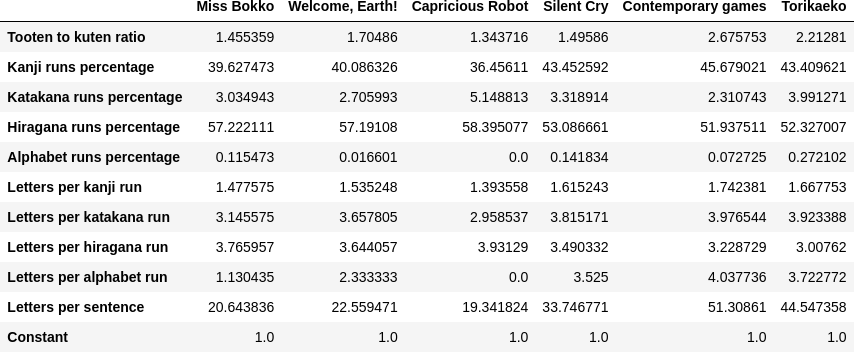 Miss Bokko Welcome, Earth! Capricious Robot Silent Cry Contemporary games Torikaeko
Tooten to kuten ratio 1.455359 1.70486 1.343716 1.49586 2.675753 2.21281
Kanji runs percentage 39.627473 40.086326 36.45611 43.452592 45.679021 43.409621
Katakana runs percentage 3.034943 2.705993 5.148813 3.318914 2.310743 3.991271
Hiragana runs percentage 57.222111 57.19108 58.395077 53.086661 51.937511 52.327007
Alphabet runs percentage 0.115473 0.016601 0.0 0.141834 0.072725 0.272102
Letters per kanji run 1.477575 1.535248 1.393558 1.615243 1.742381 1.667753
Letters per katakana run 3.145575 3.657805 2.958537 3.815171 3.976544 3.923388
Letters per hiragana run 3.765957 3.644057 3.93129 3.490332 3.228729 3.00762
Letters per alphabet run 1.130435 2.333333 0.0 3.525 4.037736 3.722772
Letters per sentence 20.643836 22.559471 19.341824 33.746771 51.30861 44.547358
Constant 1.0 1.0 1.0 1.0 1.0 1.0